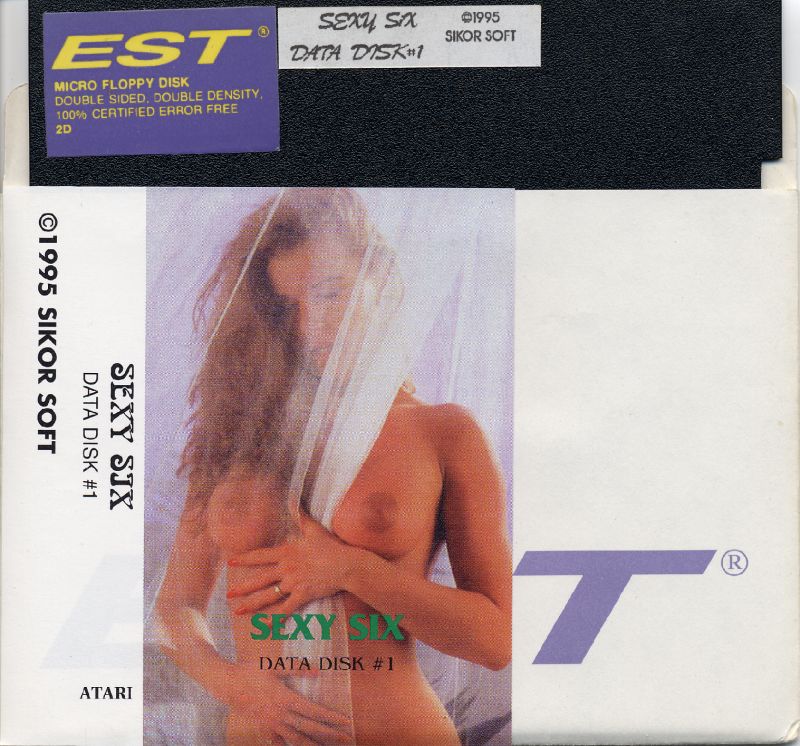 EST®
MICRO FLOPPY DISK
DOUBLE SIDED, DOUBLE DENSITY,
100% CERTIFIED ERROR FREE
2D
SEXY SIX
DATA DISK#1
©1995
SIKOR SOFT
©1995 SIKOR SOFT
SEXY SIX
DATA DISK #1
ATARI
SEXY SIX
DATA DISK #1
EST®